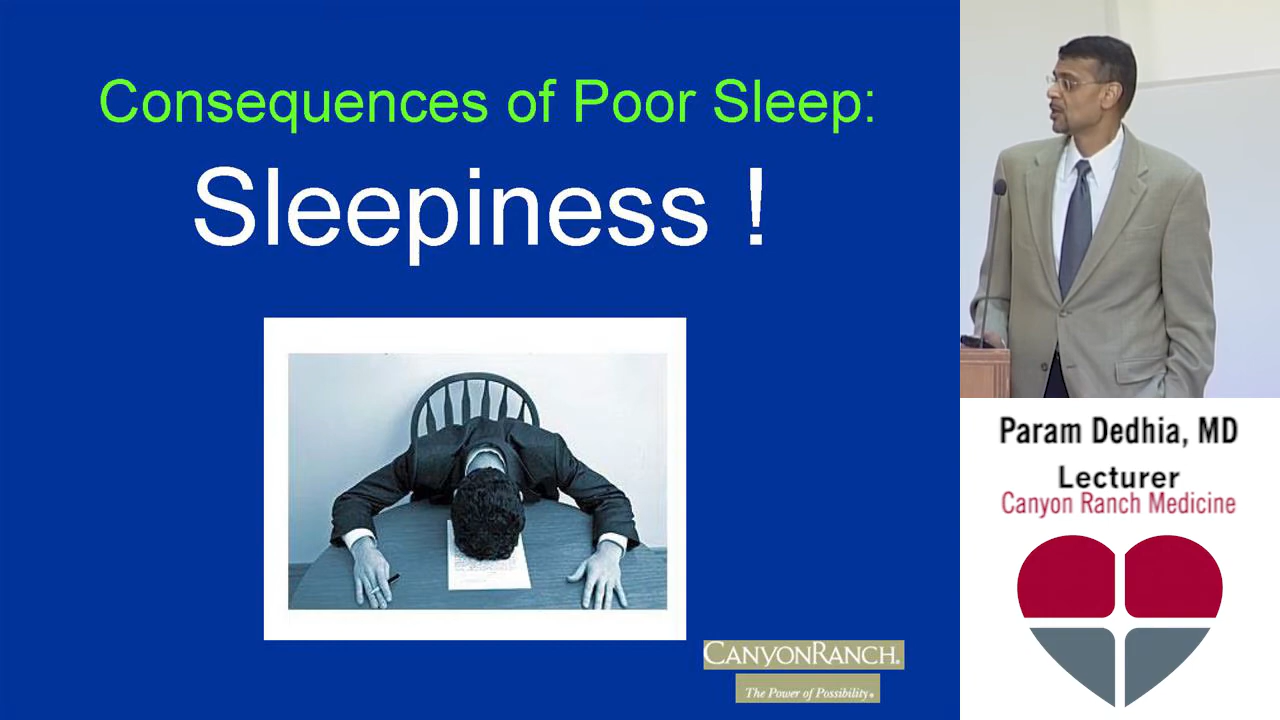 Consequences of Poor Sleep:
Sleepiness !
CANYONRANCH.
The Power of Possibility.
Param Dedhia, MD
Lecturer
Canyon Ranch Medicine